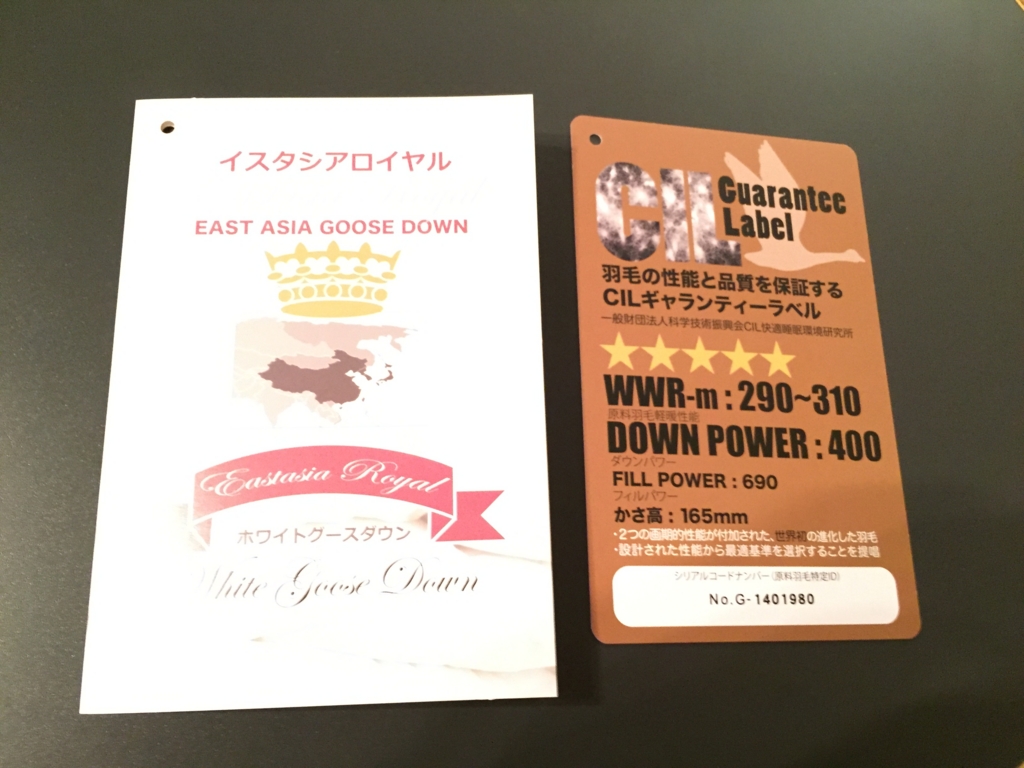 イスタシアロイヤル
EAST ASIA GOOSE DOWN
Eastasia Royal
ホワイトグースダウン
White Goose Down
CIL Guarantee
Label
羽毛の性能と品質を保証する
CILギャランティーラベル
一般財団法人科学技術振興会CIL快適睡眠環境研究所
WWR-m : 290~310
原料羽毛軽暖性能
DOWN POWER : 400
ダウンパワー
FILL POWER : 690
フィルパワー
かさ高 : 165mm
・2つの画期的性能が付加された、世界初の進化した羽毛
・設計された性能から最適基準を選択することを提唱
シリアルコードナンバー(原料羽毛特定ID)
No.G-1401980